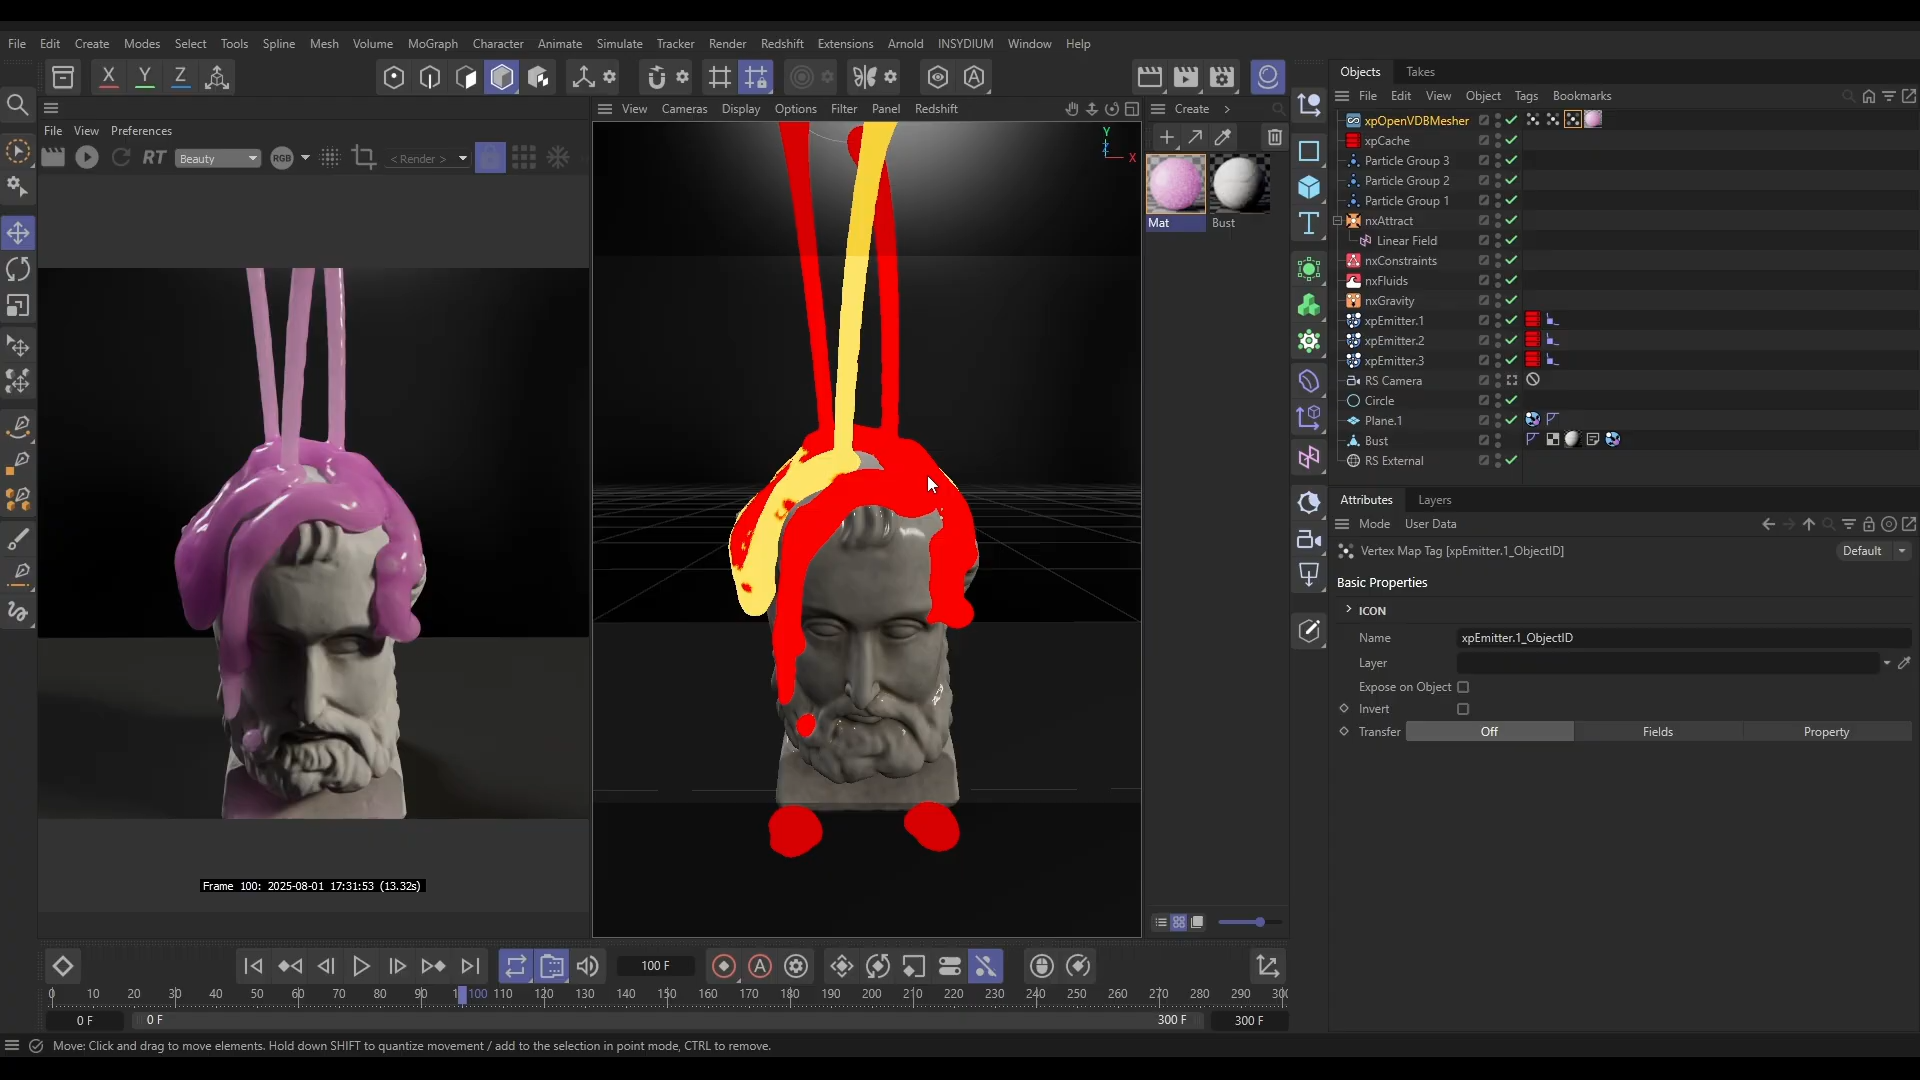 File Edit Create Modes Select Tools Spline Mesh Volume MoGraph Character Animate Simulate Tracker Render Redshift Extensions Arnold INSYDIUM Window Help
X Y Z
File View Preferences
RT Beauty RGB < Render >
Frame 100: 2025-08-01 17:31:53 (13.32s)
View Cameras Display Options Filter Panel Redshift
Y
Z
X
Create
Mat Bust
Objects Takes
File Edit View Object Tags Bookmarks
xpOpenVDBMesher
xpCache
Particle Group 3
Particle Group 2
Particle Group 1
nxAttract
Linear Field
nxConstraints
nxFluids
nxGravity
xpEmitter.1
xpEmitter.2
xpEmitter.3
RS Camera
Circle
Plane.1
Bust
RS External
Attributes Layers
Mode User Data
Vertex Map Tag [xpEmitter.1_ObjectID] Default
Basic Properties
ICON
Name xpEmitter.1_ObjectID
Layer
Expose on Object
Invert
Transfer Off Fields Property
100 F
0 10 20 30 40 50 60 70 80 90 100 110 120 130 140 150 160 170 180 190 200 210 220 230 240 250 260 270 280 290
0 F 0 F 300 F 300 F
Move: Click and drag to move elements. Hold down SHIFT to quantize movement / add to the selection in point mode, CTRL to remove.